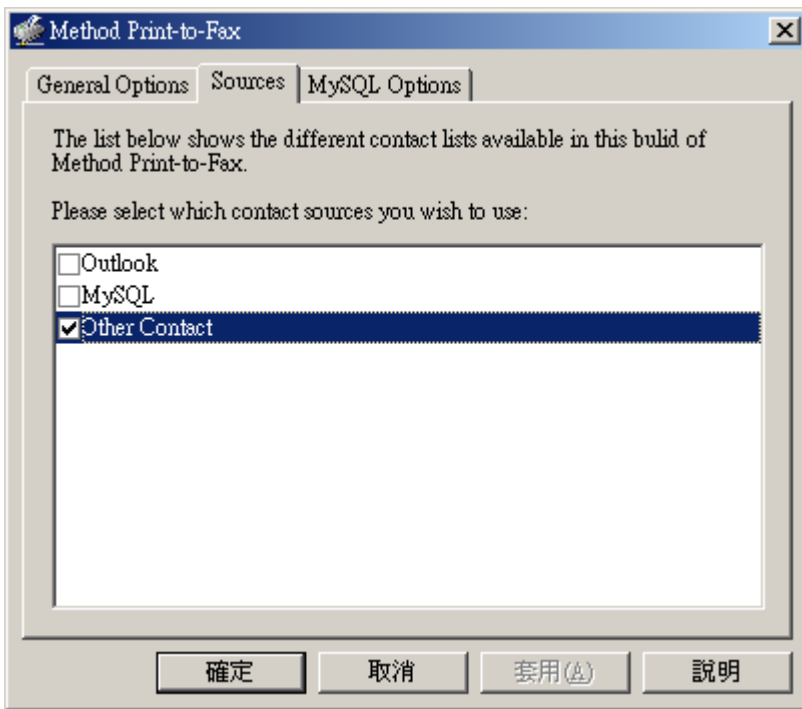 Method Print-to-Fax
General Options Sources MySQL Options
The list below shows the different contact lists available in this bulid of
Method Print-to-Fax.
Please select which contact sources you wish to use:
Outlook
MySQL
Other Contact
確定 取消 套用(A) 說明